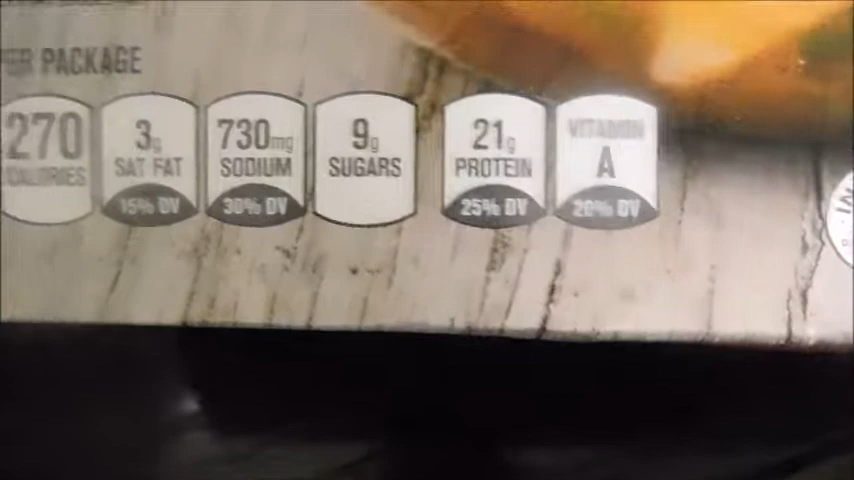 PER PACKAGE
270
CALORIES
3g
SAT FAT
15% DV
730mg
SODIUM
30% DV
9g
SUGARS
21g
PROTEIN
25% DV
VITAMIN
A
20% DV